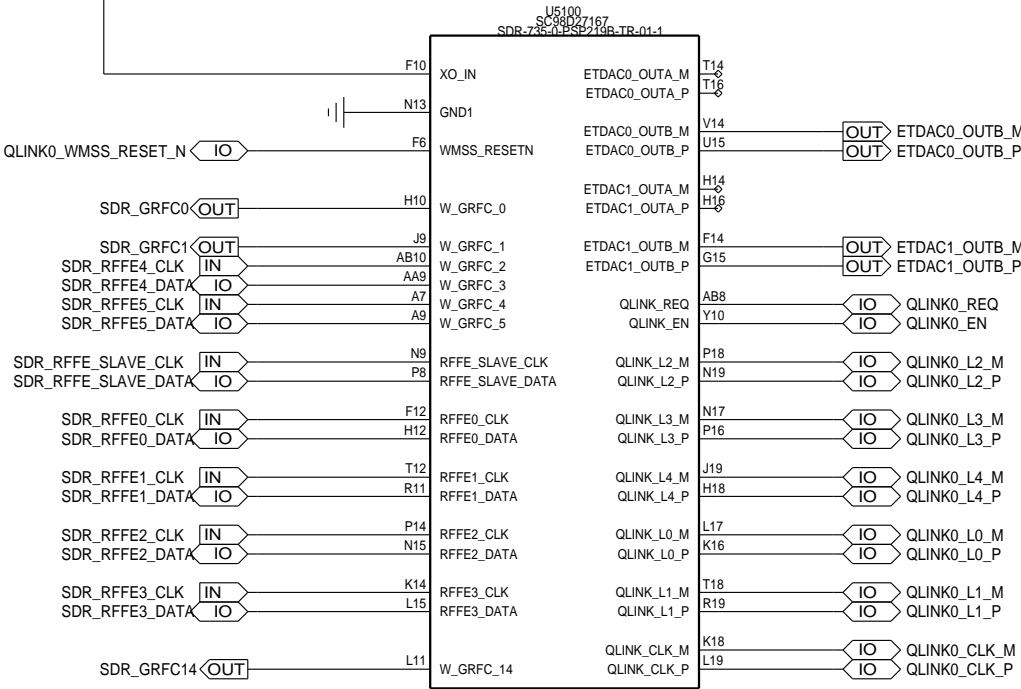 U5100
SC98D27167
SDR-735-0-PSP219B-TR-01-1
F10 XO_IN ETDAC0_OUTA_M T14
ETDAC0_OUTA_P T16
N13 GND1
ETDAC0_OUTB_M V14 OUT ETDAC0_OUTB_M
QLINK0_WMSS_RESET_N IO F6 WMSS_RESETN ETDAC0_OUTB_P U15 OUT ETDAC0_OUTB_P
ETDAC1_OUTA_M H14
SDR_GRFC0 OUT H10 W_GRFC_0 ETDAC1_OUTA_P H16
SDR_GRFC1 OUT J9 W_GRFC_1 ETDAC1_OUTB_M F14 OUT ETDAC1_OUTB_M
SDR_RFFE4_CLK IN AB10 W_GRFC_2 ETDAC1_OUTB_P G15 OUT ETDAC1_OUTB_P
SDR_RFFE4_DATA IO AA9 W_GRFC_3
SDR_RFFE5_CLK IN A7 W_GRFC_4 QLINK_REQ AB8 IO QLINK0_REQ
SDR_RFFE5_DATA IO A9 W_GRFC_5 QLINK_EN Y10 IO QLINK0_EN
SDR_RFFE_SLAVE_CLK IN N9 RFFE_SLAVE_CLK QLINK_L2_M P18 IO QLINK0_L2_M
SDR_RFFE_SLAVE_DATA IO P8 RFFE_SLAVE_DATA QLINK_L2_P N19 IO QLINK0_L2_P
SDR_RFFE0_CLK IN F12 RFFE0_CLK QLINK_L3_M N17 IO QLINK0_L3_M
SDR_RFFE0_DATA IO H12 RFFE0_DATA QLINK_L3_P P16 IO QLINK0_L3_P
SDR_RFFE1_CLK IN T12 RFFE1_CLK QLINK_L4_M J19 IO QLINK0_L4_M
SDR_RFFE1_DATA IO R11 RFFE1_DATA QLINK_L4_P H18 IO QLINK0_L4_P
SDR_RFFE2_CLK IN P14 RFFE2_CLK QLINK_L0_M L17 IO QLINK0_L0_M
SDR_RFFE2_DATA IO N15 RFFE2_DATA QLINK_L0_P K16 IO QLINK0_L0_P
SDR_RFFE3_CLK IN K14 RFFE3_CLK QLINK_L1_M T18 IO QLINK0_L1_M
SDR_RFFE3_DATA IO L15 RFFE3_DATA QLINK_L1_P R19 IO QLINK0_L1_P
QLINK_CLK_M K18 IO QLINK0_CLK_M
SDR_GRFC14 OUT L11 W_GRFC_14 QLINK_CLK_P L19 IO QLINK0_CLK_P